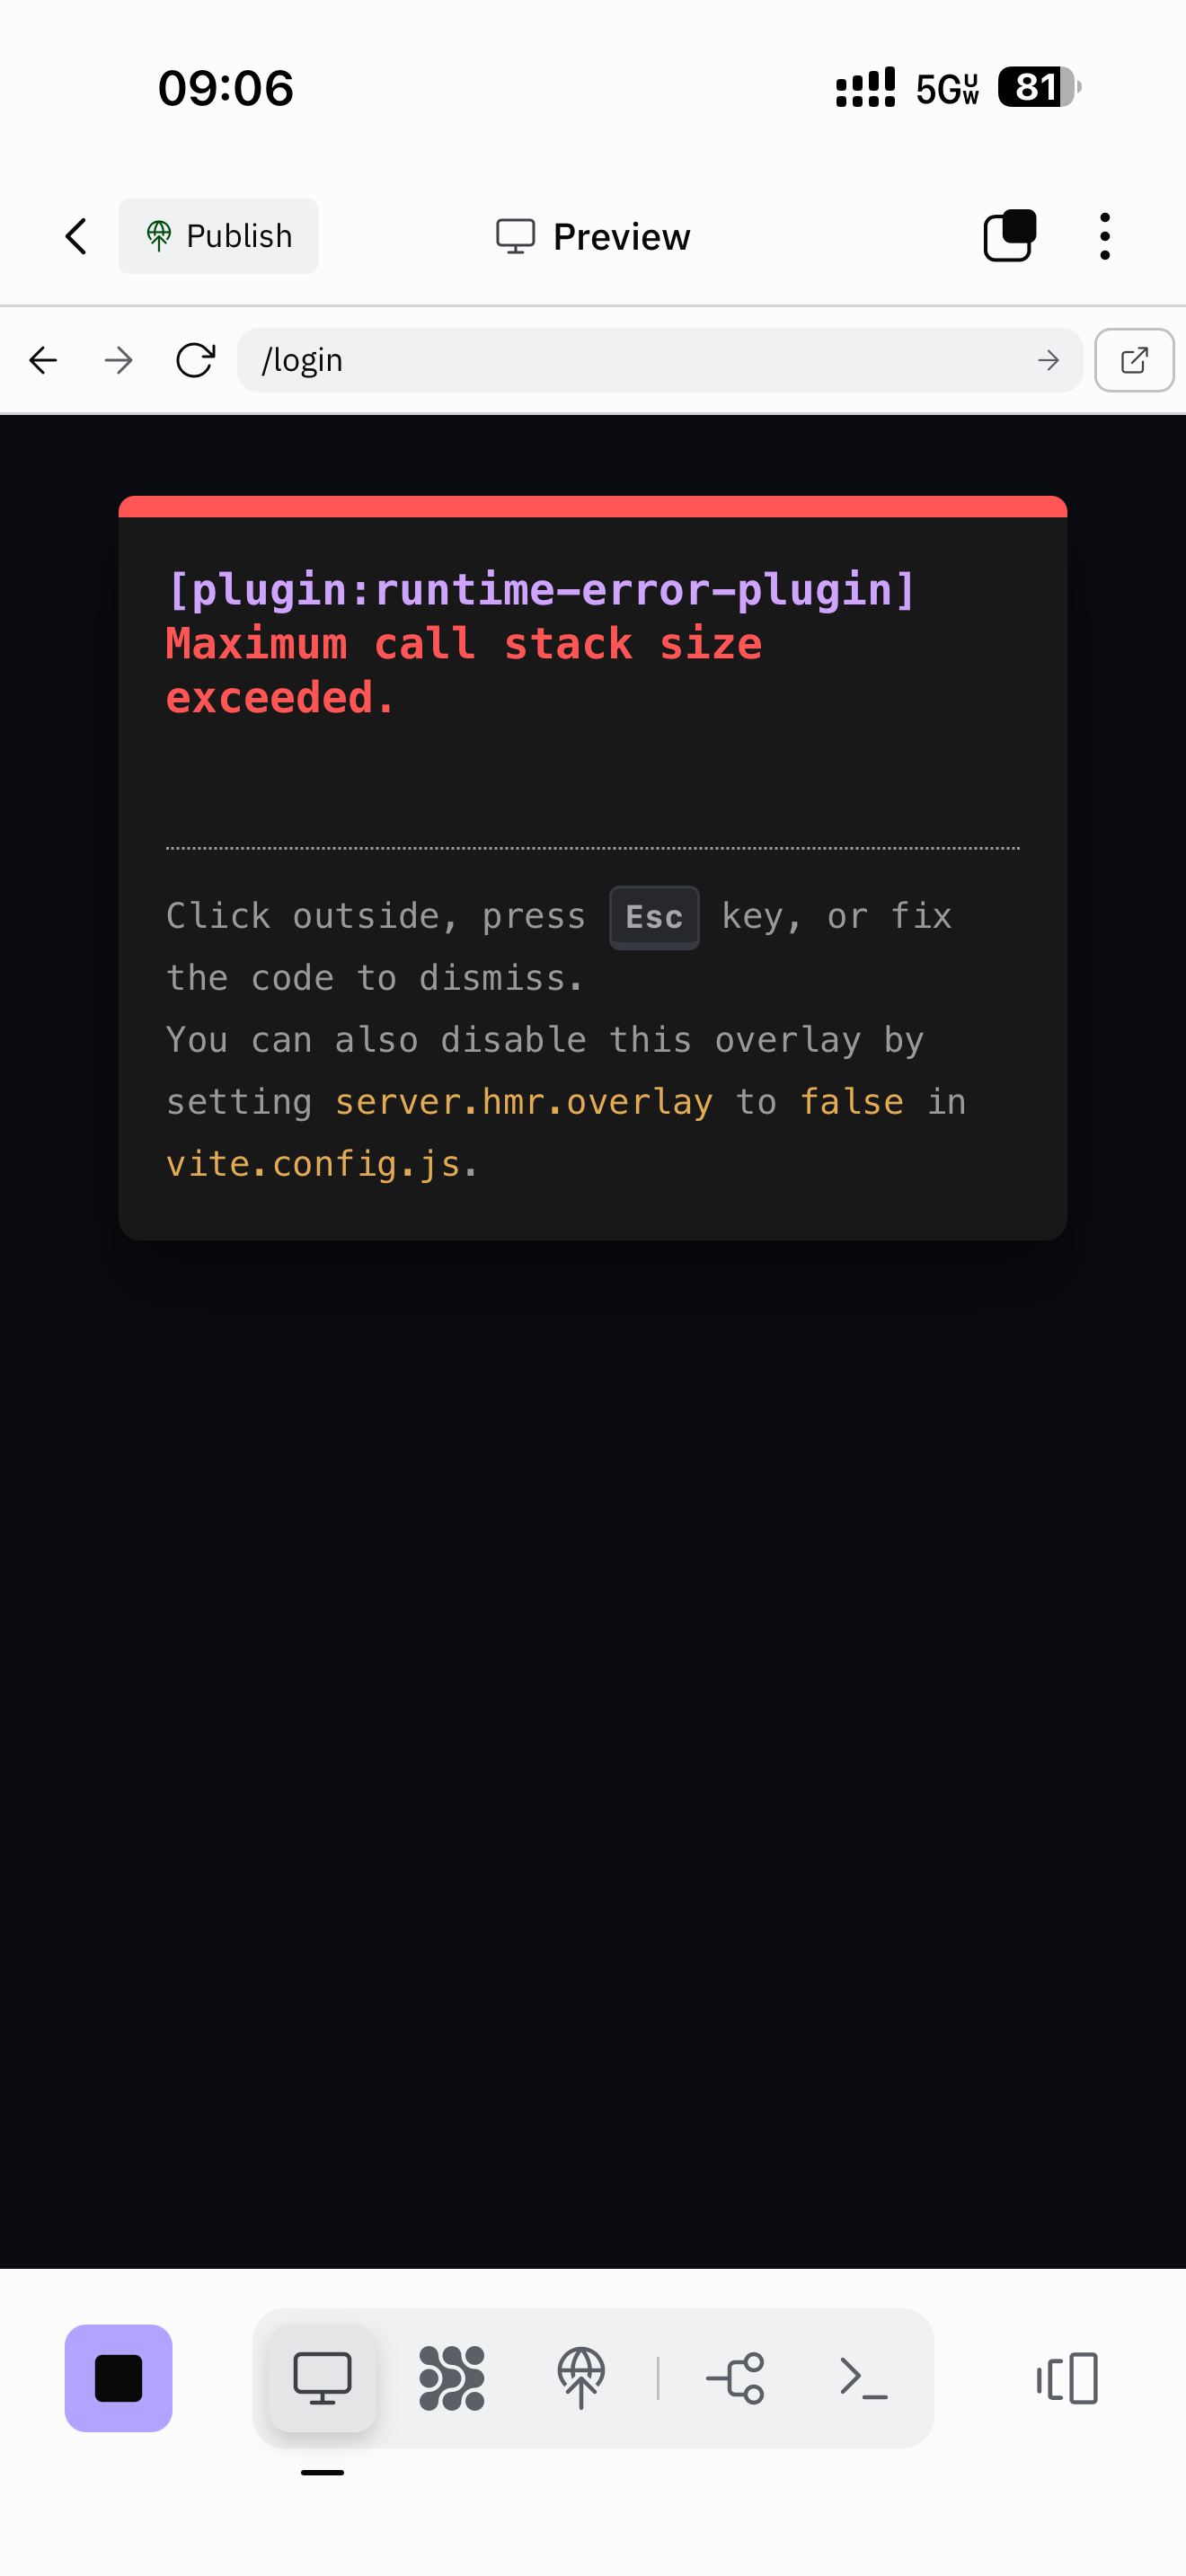 09:06
5G UW
81
Publish
Preview
/login
[plugin:runtime-error-plugin]
Maximum call stack size
exceeded.
Click outside, press Esc key, or fix
the code to dismiss.
You can also disable this overlay by
setting server.hmr.overlay to false in
vite.config.js.